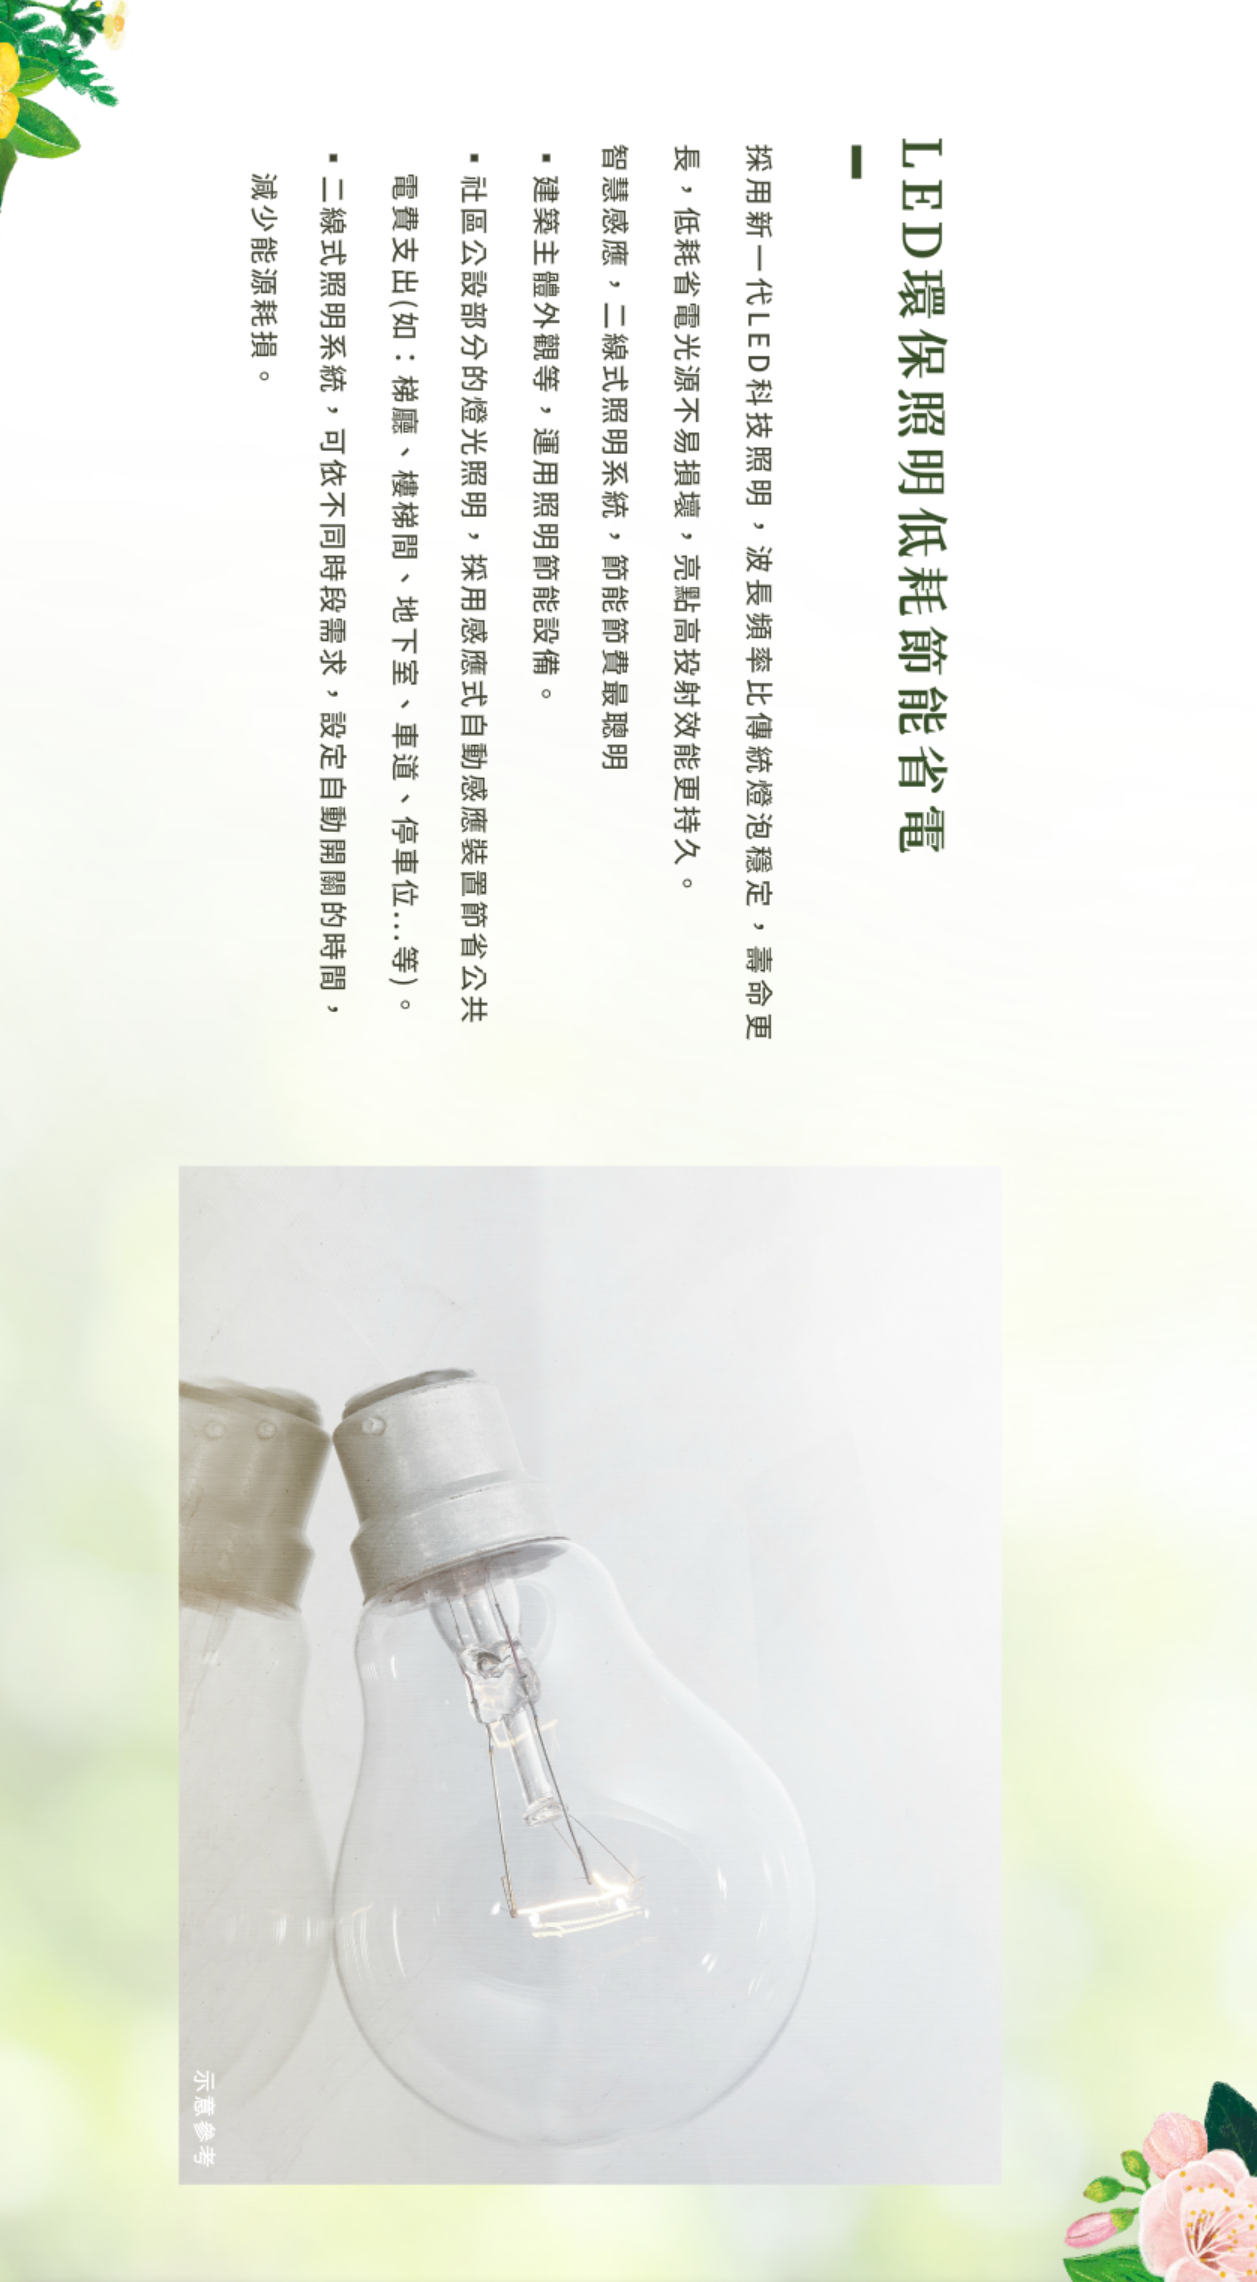 LED環保照明低耗節能省電
採用新一代LED科技照明，波長頻率比傳統燈泡穩定，壽命更
長，低耗省電光源不易損壞，亮點高投射效能更持久。
智慧感應，二線式照明系統，節能節費最聰明
▪ 建築主體外觀等，運用照明節能設備。
▪ 社區公設部分的燈光照明，採用感應式自動感應裝置節省公共
電費支出(如：梯廳、樓梯間、地下室、車道、停車位...等)。
▪ 二線式照明系統，可依不同時段需求，設定自動開關的時間，
減少能源耗損。
示意參考